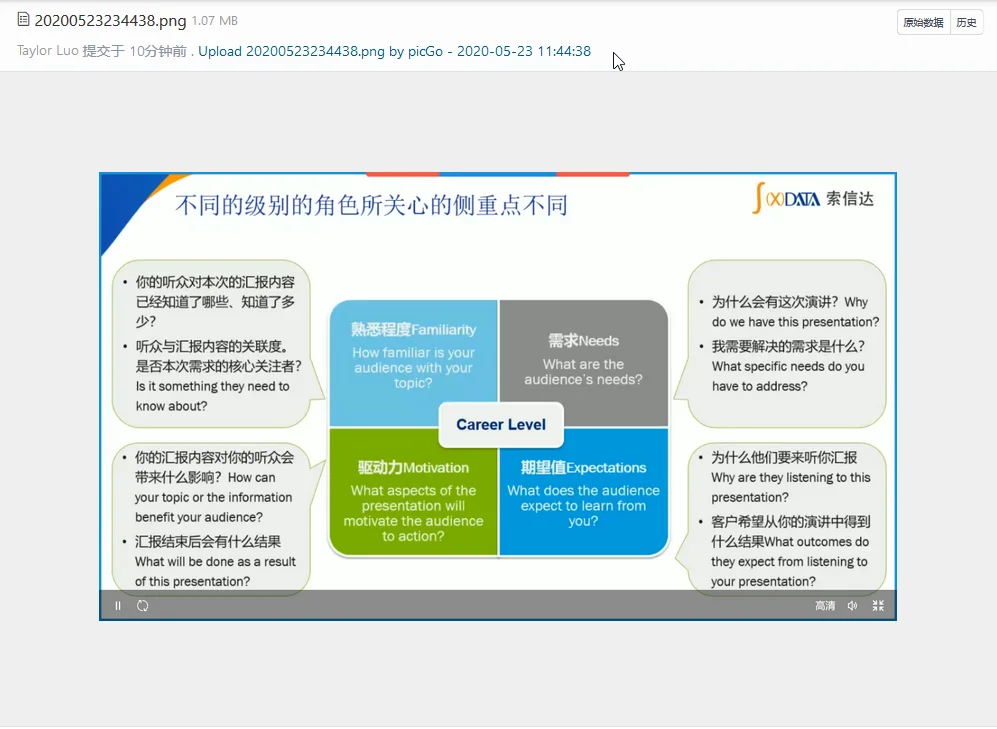 20200523234438.png 1.07 MB
原始数据 历史
Taylor Luo 提交于 10分钟前 . Upload 20200523234438.png by picGo - 2020-05-23 11:44:38
不同的级别的角色所关心的侧重点不同
∫(X)DATA 索信达
• 你的听众对本次的汇报内容
已经知道了哪些、知道了多
少?
• 听众与汇报内容的关联度。
是否本次需求的核心关注者?
Is it something they need to
know about?
熟悉程度Familiarity
How familiar is your
audience with your
topic?
需求Needs
What are the
audience's needs?
• 为什么会有这次演讲? Why
do we have this presentation?
• 我需要解决的需求是什么?
What specific needs do you
have to address?
Career Level
• 你的汇报内容对你的听众会
带来什么影响? How can
your topic or the information
benefit your audience?
• 汇报结束后会有什么结果
What will be done as a result
of this presentation?
驱动力Motivation
What aspects of the
presentation will
motivate the audience
to action?
期望值Expectations
What does the audience
expect to learn from
you?
• 为什么他们要来听你汇报
Why are they listening to this
presentation?
• 客户希望从你的演讲中得到
什么结果What outcomes do
they expect from listening to
your presentation?
高清